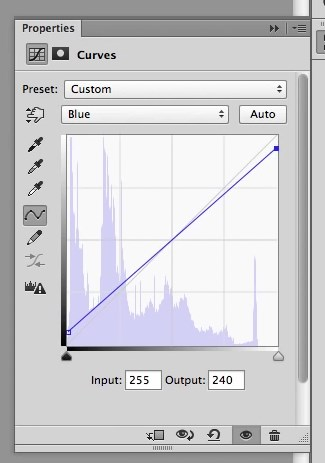 Properties
Curves
Preset: Custom
Blue Auto
Input: 255 Output: 240